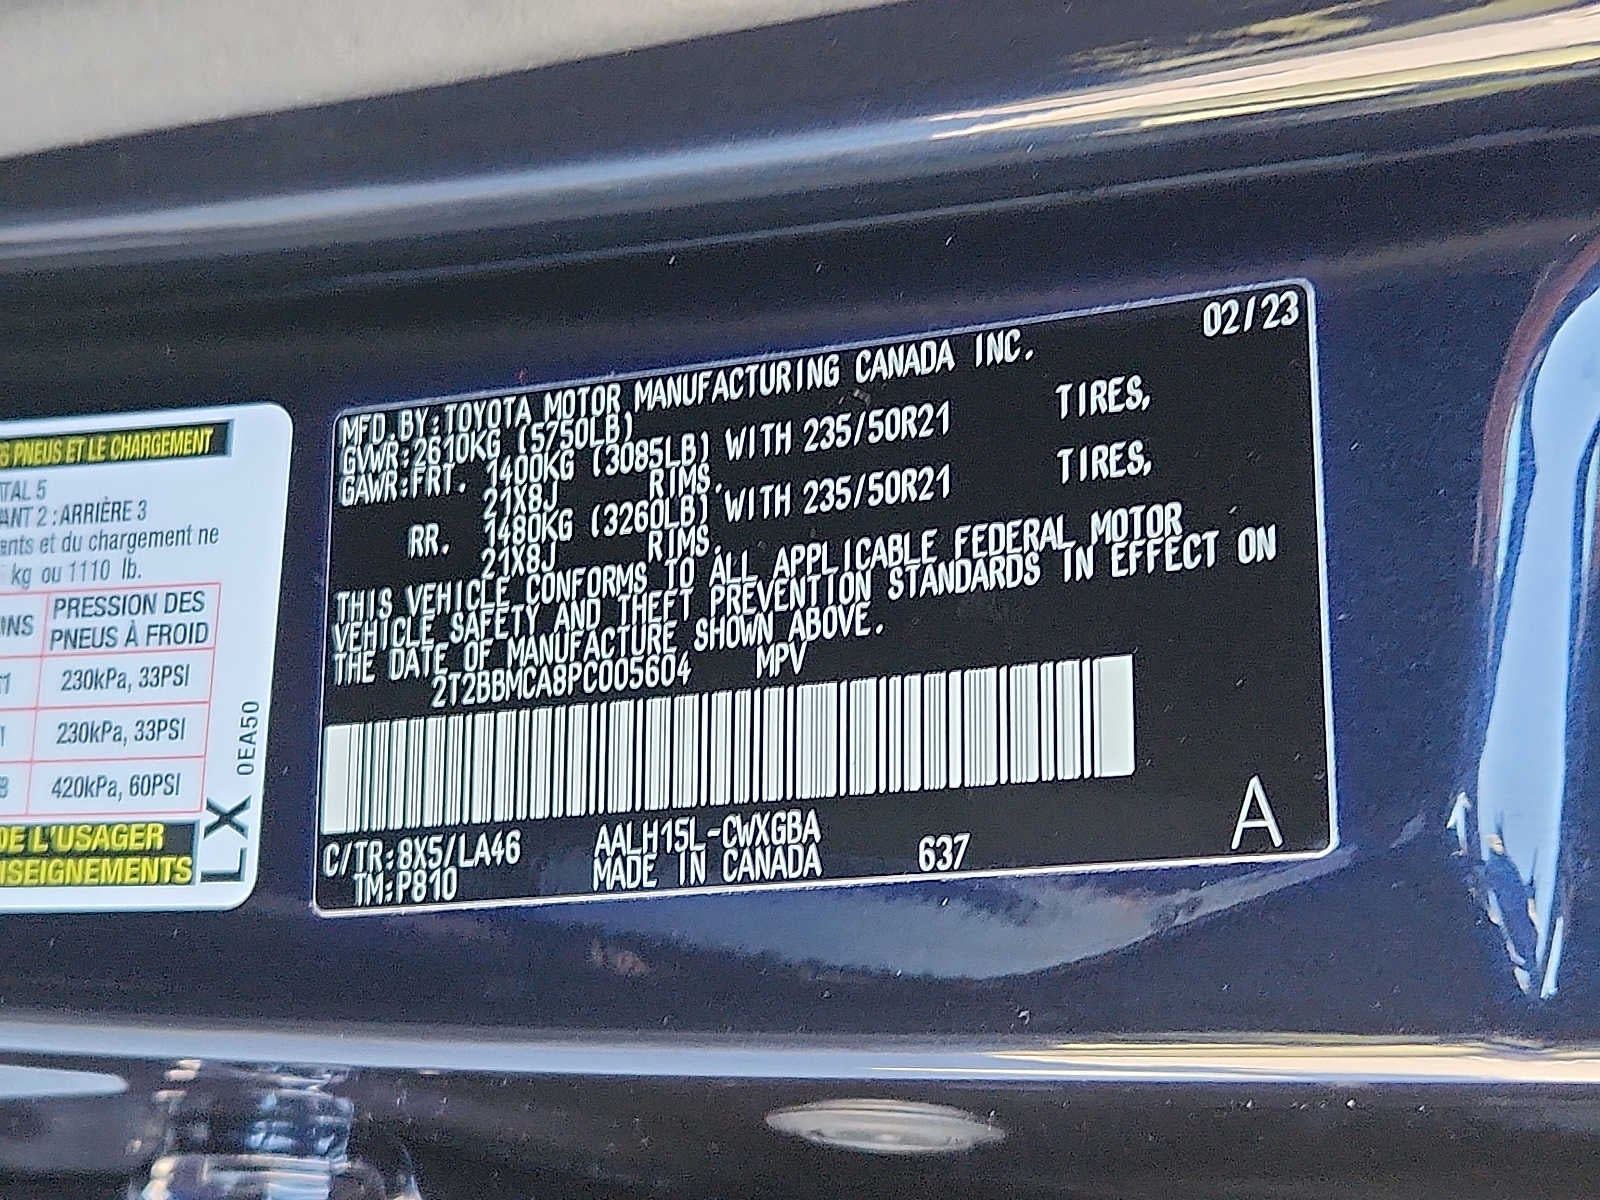 PNEUS ET LE CHARGEMENT
TAL 5
ANT 2 : ARRIÈRE 3
ents et du chargement ne
kg ou 1110 lb.
PRESSION DES
PNEUS À FROID
230kPa, 33PSI
230kPa, 33PSI
420kPa, 60PSI
DE L'USAGER
SEIGNEMENTS
LX
0EA50
02/23
MFD.BY:TOYOTA MOTOR MANUFACTURING CANADA INC.
GVWR:2610KG (5750LB)
GAWR:FRT. 1400KG (3085LB) WITH 235/50R21 TIRES,
21X8J RIMS.
RR. 1480KG (3260LB) WITH 235/50R21 TIRES,
21X8J RIMS.
THIS VEHICLE CONFORMS TO ALL APPLICABLE FEDERAL MOTOR
VEHICLE SAFETY AND THEFT PREVENTION STANDARDS IN EFFECT ON
THE DATE OF MANUFACTURE SHOWN ABOVE.
2T2BBMCA8PC005604 MPV
C/TR:8X5/LA46 AALH15L-CWXGBA
TM:P810 MADE IN CANADA 637
A